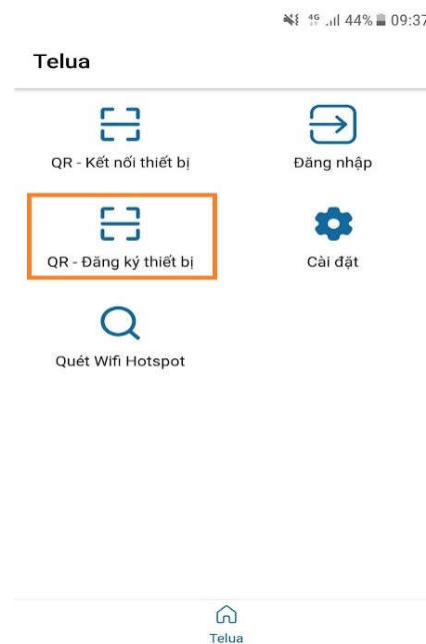 4G 44% 09:37
Telua
QR - Kết nối thiết bị
Đăng nhập
QR - Đăng ký thiết bị
Cài đặt
Quét Wifi Hotspot
Telua